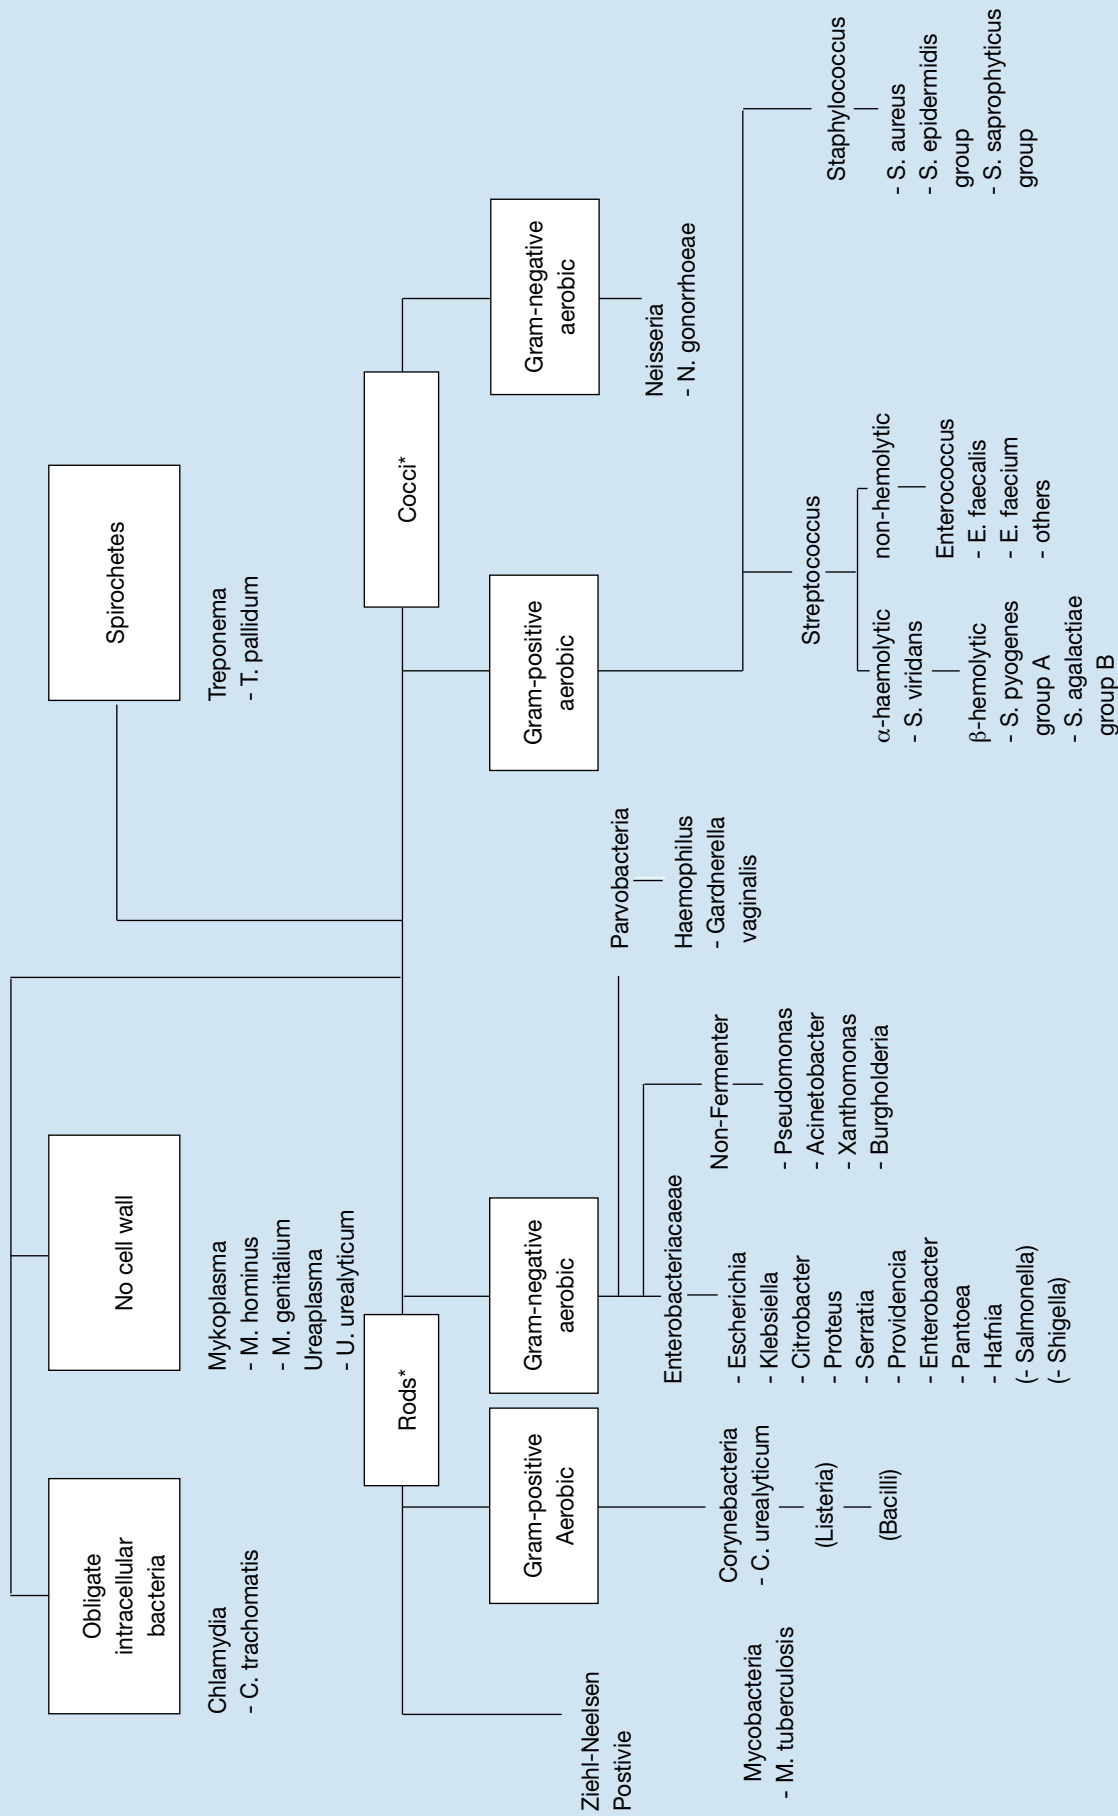 Obligate
intracellular
bacteria
Chlamydia
- C. trachomatis
No cell wall
Mykoplasma
- M. hominus
- M. genitalium
Ureaplasma
- U. urealyticum
Spirochetes
Treponema
- T. pallidum
Rods*
Cocci*
Ziehl-Neelsen
Postivie
Mycobacteria
- M. tuberculosis
Gram-positive
Aerobic
Corynebacteria
- C. urealyticum
(Listeria)
(Bacilli)
Gram-negative
aerobic
Enterobacteriacaeae
- Escherichia
- Klebsiella
- Citrobacter
- Proteus
- Serratia
- Providencia
- Enterobacter
- Pantoea
- Hafnia
(- Salmonella)
(- Shigella)
Non-Fermenter
- Pseudomonas
- Acinetobacter
- Xanthomonas
- Burgholderia
Parvobacteria
Haemophilus
- Gardnerella
vaginalis
Gram-positive
aerobic
Streptococcus
α-haemolytic
- S. viridans
β-hemolytic
- S. pyogenes
group A
- S. agalactiae
group B
non-hemolytic
Enterococcus
- E. faecalis
- E. faecium
- others
Staphylococcus
- S. aureus
- S. epidermidis
group
- S. saprophyticus
group
Gram-negative
aerobic
Neisseria
- N. gonorrhoeae